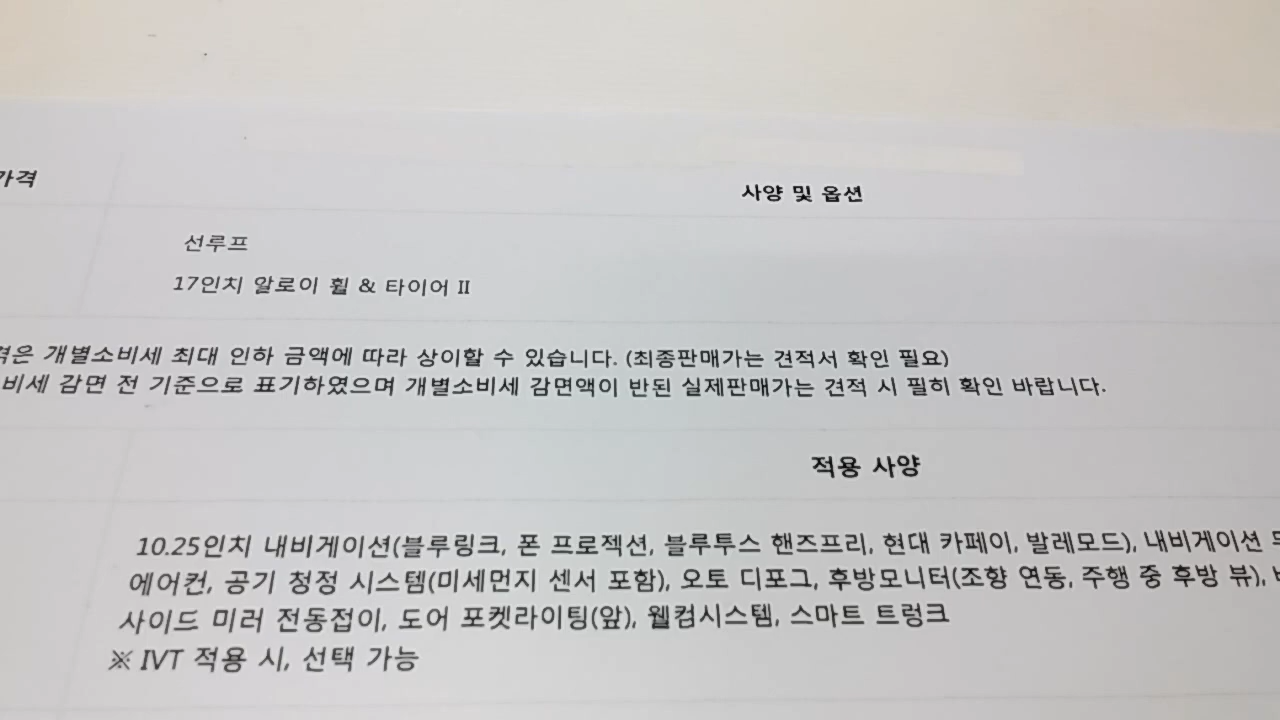 가격
사양 및 옵션
선루프
17인치 알로이 휠 & 타이어 II
격은 개별소비세 최대 인하 금액에 따라 상이할 수 있습니다. (최종판매가는 견적서 확인 필요)
비세 감면 전 기준으로 표기하였으며 개별소비세 감면액이 반된 실제판매가는 견적 시 필히 확인 바랍니다.
적용 사양
10.25인치 내비게이션(블루링크, 폰 프로젝션, 블루투스 핸즈프리, 현대 카페이, 발레모드), 내비게이션
에어컨, 공기 청정 시스템(미세먼지 센서 포함), 오토 디포그, 후방모니터(조향 연동, 주행 중 후방 뷰),
사이드 미러 전동접이, 도어 포켓라이팅(앞), 웰컴시스템, 스마트 트렁크
※ IVT 적용 시, 선택 가능